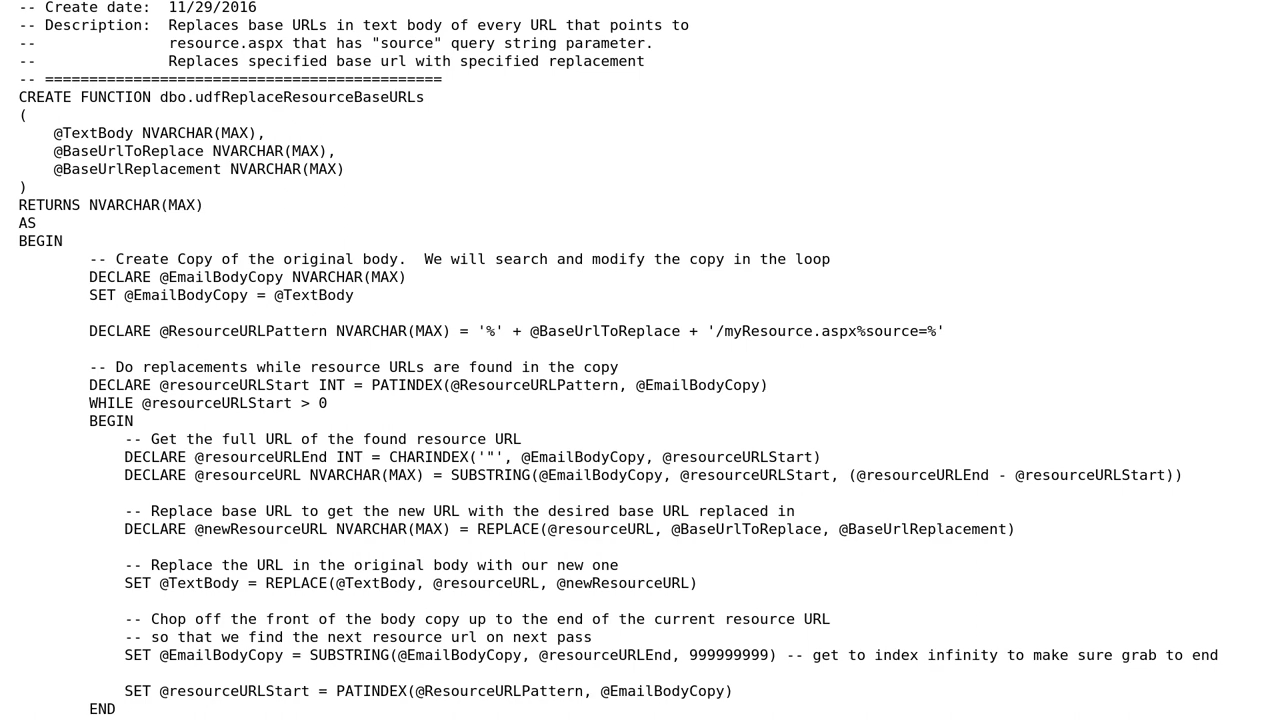 -- Create date:  11/29/2016
-- Description:  Replaces base URLs in text body of every URL that points to
--               resource.aspx that has "source" query string parameter.
--               Replaces specified base url with specified replacement
-- =============================================
CREATE FUNCTION dbo.udfReplaceResourceBaseURLs
(
    @TextBody NVARCHAR(MAX),
    @BaseUrlToReplace NVARCHAR(MAX),
    @BaseUrlReplacement NVARCHAR(MAX)
)
RETURNS NVARCHAR(MAX)
AS
BEGIN
        -- Create Copy of the original body.  We will search and modify the copy in the loop
        DECLARE @EmailBodyCopy NVARCHAR(MAX)
        SET @EmailBodyCopy = @TextBody

        DECLARE @ResourceURLPattern NVARCHAR(MAX) = '%' + @BaseUrlToReplace + '/myResource.aspx%source=%'

        -- Do replacements while resource URLs are found in the copy
        DECLARE @resourceURLStart INT = PATINDEX(@ResourceURLPattern, @EmailBodyCopy)
        WHILE @resourceURLStart > 0
        BEGIN
            -- Get the full URL of the found resource URL
            DECLARE @resourceURLEnd INT = CHARINDEX('"', @EmailBodyCopy, @resourceURLStart)
            DECLARE @resourceURL NVARCHAR(MAX) = SUBSTRING(@EmailBodyCopy, @resourceURLStart, (@resourceURLEnd - @resourceURLStart))

            -- Replace base URL to get the new URL with the desired base URL replaced in
            DECLARE @newResourceURL NVARCHAR(MAX) = REPLACE(@resourceURL, @BaseUrlToReplace, @BaseUrlReplacement)

            -- Replace the URL in the original body with our new one
            SET @TextBody = REPLACE(@TextBody, @resourceURL, @newResourceURL)

            -- Chop off the front of the body copy up to the end of the current resource URL
            -- so that we find the next resource url on next pass
            SET @EmailBodyCopy = SUBSTRING(@EmailBodyCopy, @resourceURLEnd, 999999999) -- get to index infinity to make sure grab to end

            SET @resourceURLStart = PATINDEX(@ResourceURLPattern, @EmailBodyCopy)
        END